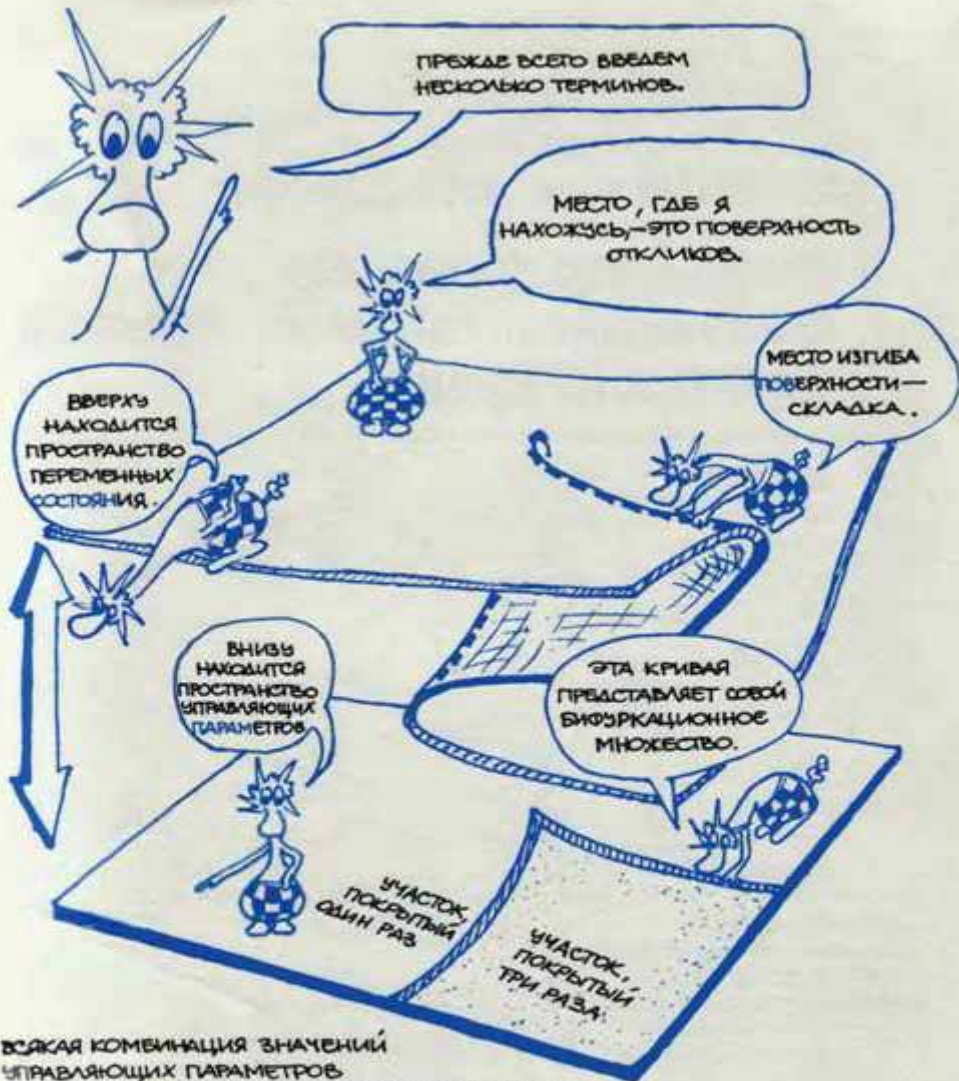 ПРЕЖДЕ ВСЕГО ВВЕДЕМ
НЕСКОЛЬКО ТЕРМИНОВ.
МЕСТО, ГДЕ Я
НАХОЖУСЬ,—ЭТО ПОВЕРХНОСТЬ
ОТКЛИКОВ.
МЕСТО ИЗГИБА
ПОВЕРХНОСТИ—
СКЛАДКА.
ВВЕРХУ
НАХОДИТСЯ
ПРОСТРАНСТВО
ПЕРЕМЕННЫХ
СОСТОЯНИЯ.
ВНИЗУ
НАХОДИТСЯ
ПРОСТРАНСТВО
УПРАВЛЯЮЩИХ
ПАРАМЕТРОВ
ЭТА КРИВАЯ
ПРЕДСТАВЛЯЕТ СОБОЙ
БИФУРКАЦИОННОЕ
МНОЖЕСТВО.
УЧАСТОК,
ПОКРЫТЫЙ
ОДИН РАЗ
УЧАСТОК,
ПОКРЫТЫЙ
ТРИ РАЗА.
ВСЯКАЯ КОМБИНАЦИЯ ЗНАЧЕНИЙ
УПРАВЛЯЮЩИХ ПАРАМЕТРОВ